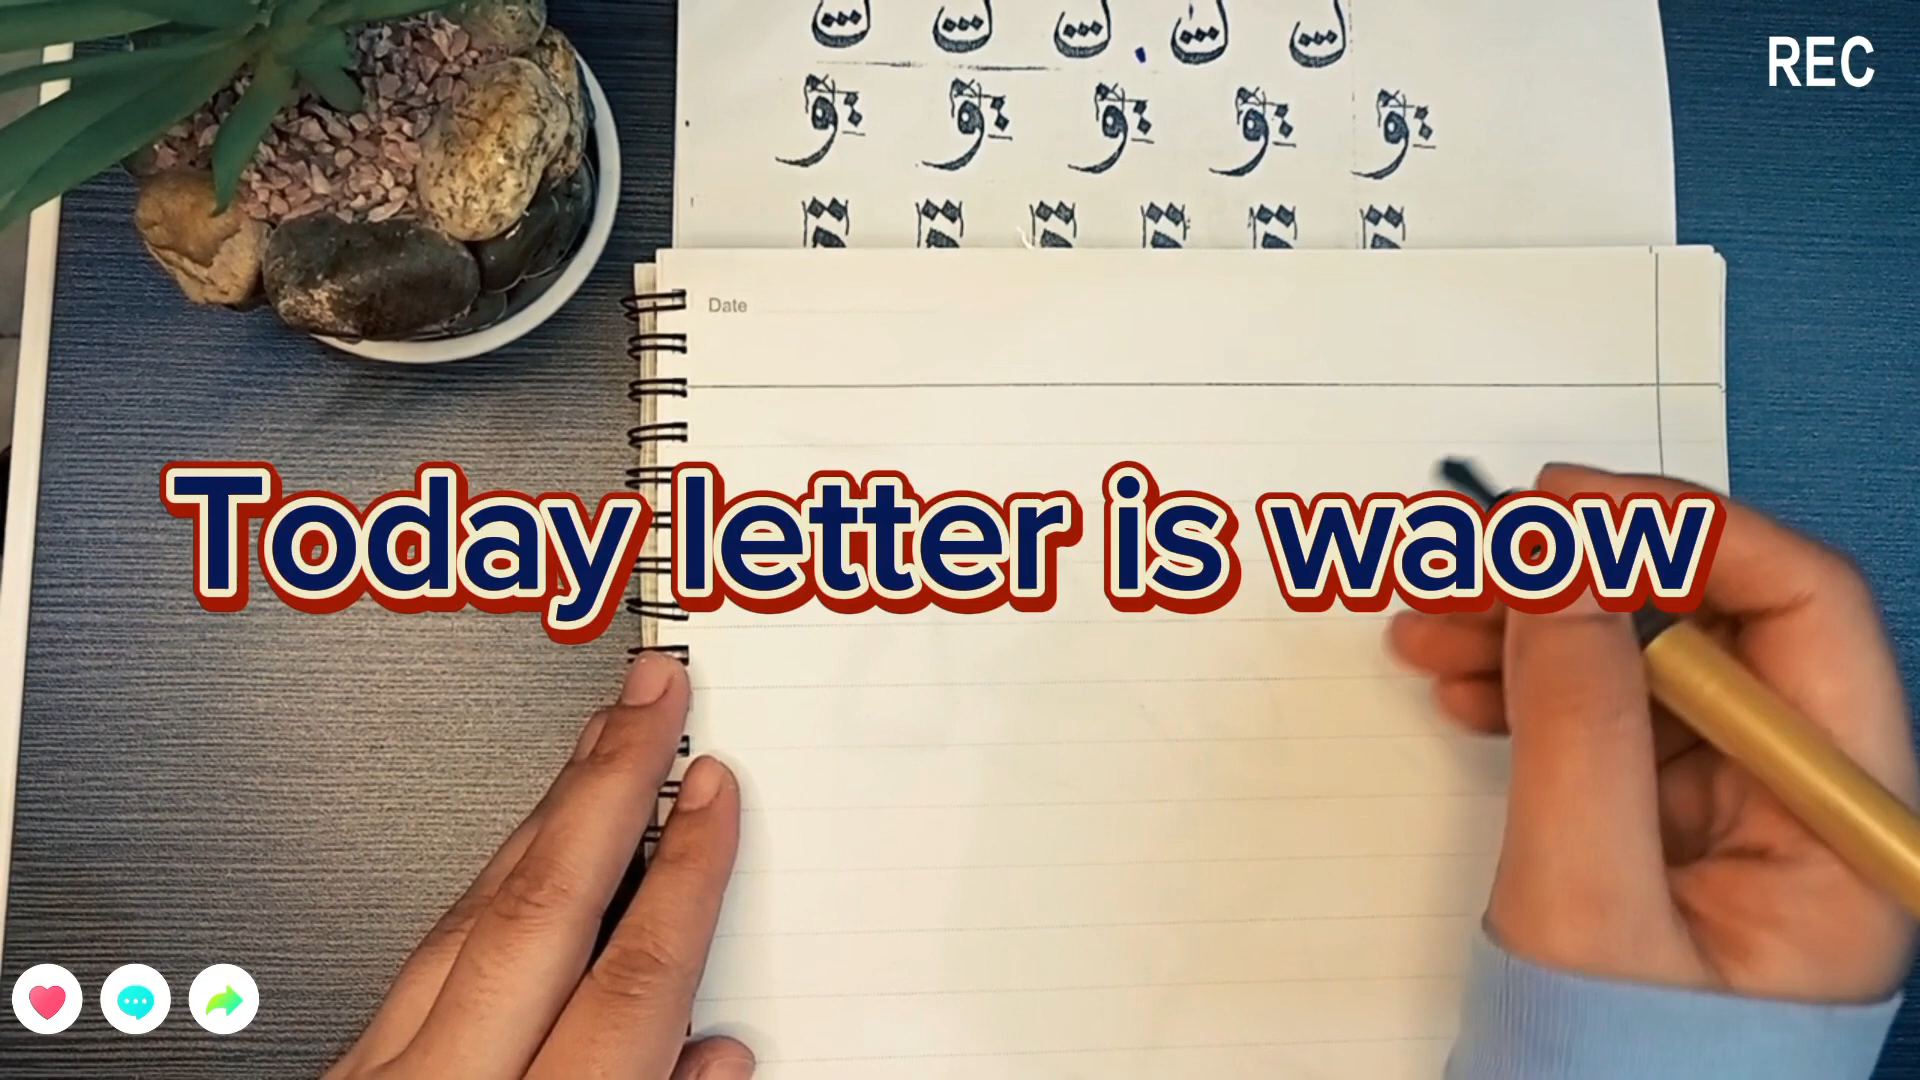 REC
ن ن ن ن ن
و و و و و
Date
Today letter is waow